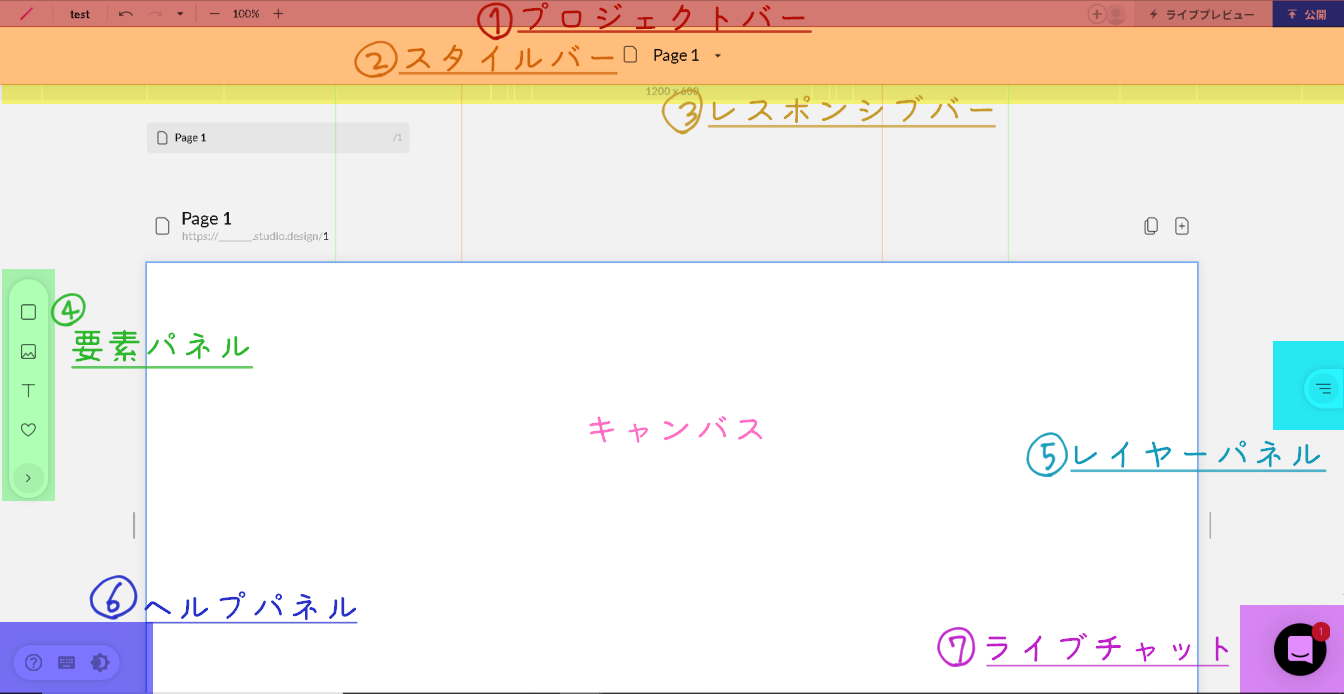 test 100% ライブプレビュー 公開
①プロジェクトバー
②スタイルバー Page 1
1200 x 600
③レスポンシブバー
Page 1 /1
Page 1
https://______.studio.design/1
④
要素パネル
キャンバス
⑤レイヤーパネル
⑥ヘルプパネル
⑦ライブチャット
1